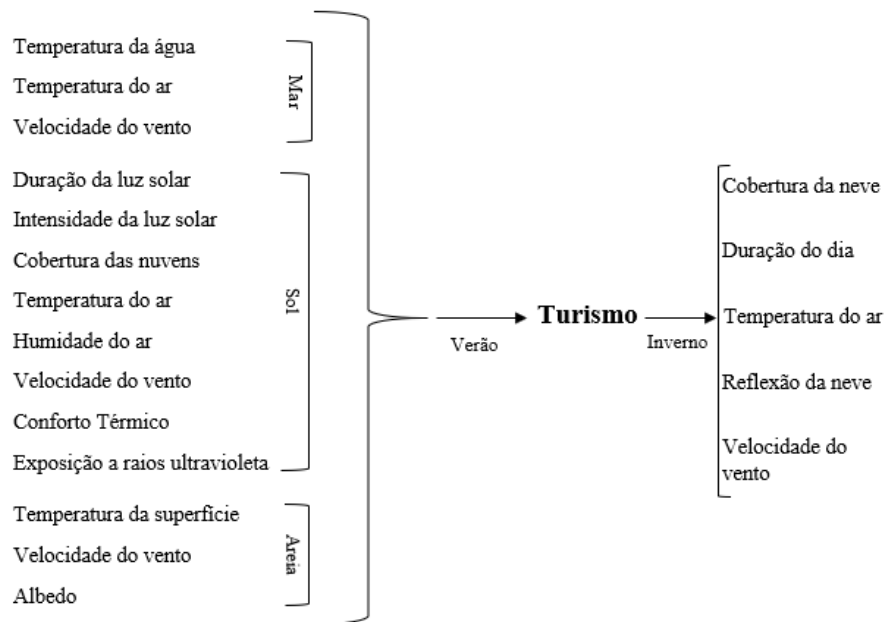 Temperatura da água
Temperatura do ar
Velocidade do vento
Mar
Duração da luz solar
Intensidade da luz solar
Cobertura das nuvens
Temperatura do ar
Humidade do ar
Velocidade do vento
Conforto Térmico
Exposição a raios ultravioleta
Sol
Temperatura da superfície
Velocidade do vento
Albedo
Areia
Verão
Turismo
Inverno
Cobertura da neve
Duração do dia
Temperatura do ar
Reflexão da neve
Velocidade do
vento